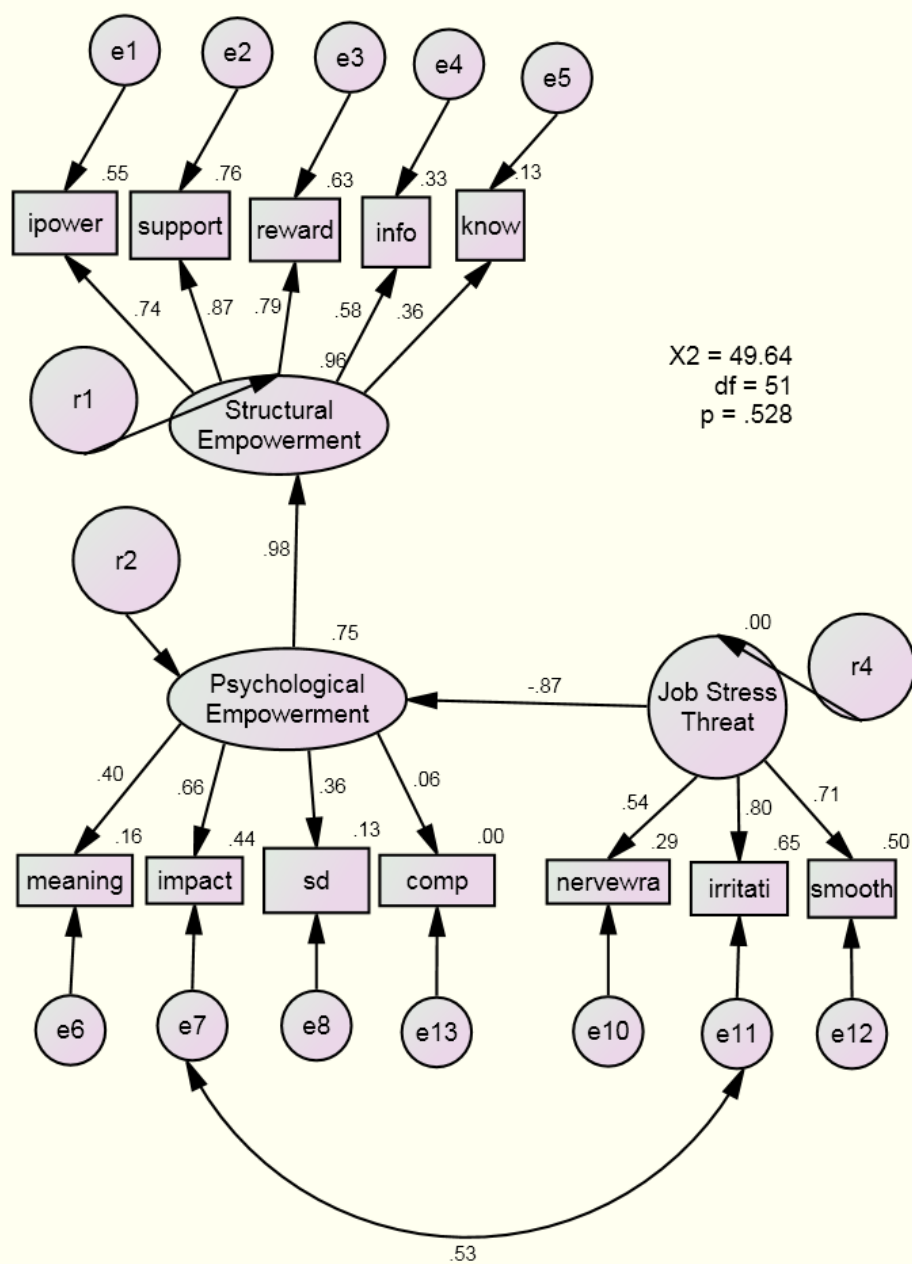 e1
e2
e3
e4
e5
.55
.76
.63
.33
.13
ipower
support
reward
info
know
.74
.87
.79
.58
.36
.96
X2 = 49.64
df = 51
p = .528
r1
Structural
Empowerment
.98
r2
.75
.00
r4
Psychological
Empowerment
-.87
Job Stress
Threat
.40
.66
.36
.06
.54
.80
.71
.16
.44
.13
.00
.29
.65
.50
meaning
impact
sd
comp
nervewra
irritati
smooth
e6
e7
e8
e13
e10
e11
e12
.53